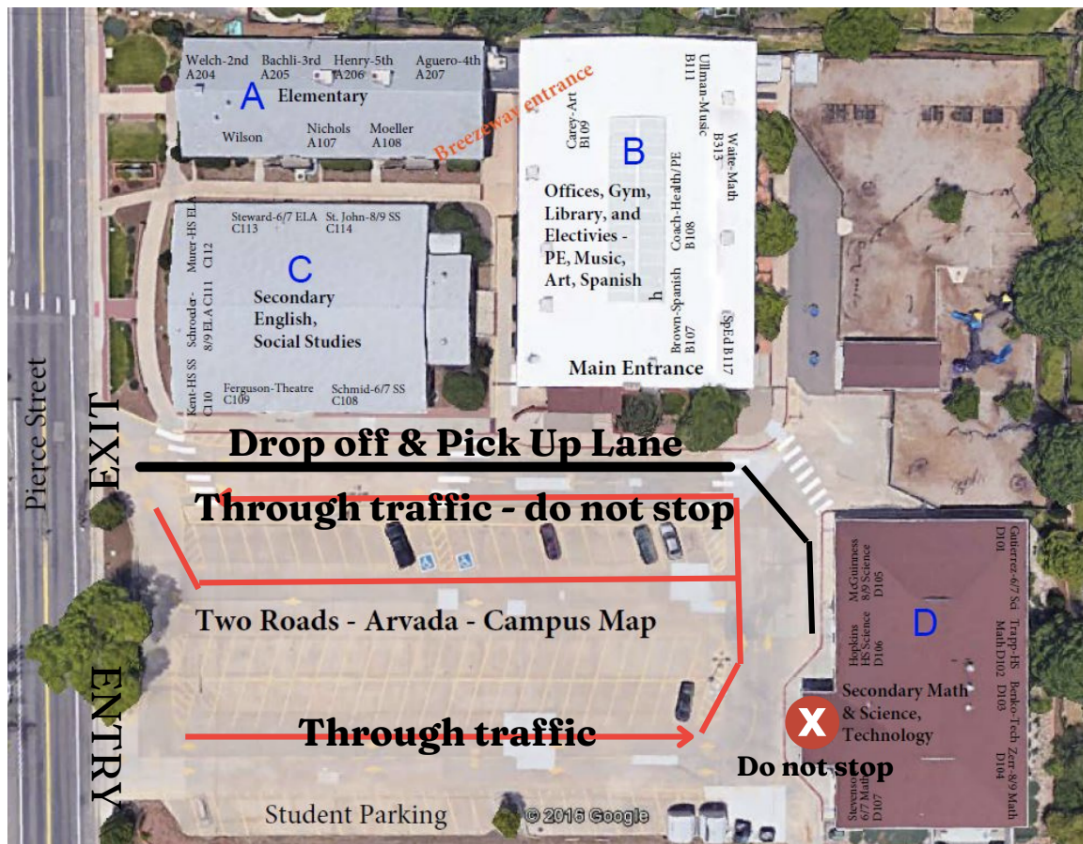 Welch-2nd
A204
Bachli-3rd
A205
Henry-5th
A206
Aguero-4th
A207
A
Elementary
Wilson
Nichols
A107
Moeller
A108
Breezeway entrance
Carey-Art
B109
Ullman-Music
B111
B
Waite-Math
B313
Offices, Gym,
Library, and
Electivies -
PE, Music,
Art, Spanish
Coach-Health/PE
B108
h
Brown-Spanish
B107
SpEd B117
Main Entrance
Murer-HS ELA
C112
Steward-6/7 ELA
C113
St. John-8/9 SS
C114
C
Secondary
English,
Social Studies
Schroeder-
8/9 ELA C111
Kent-HS SS
C110
Ferguson-Theatre
C109
Schmid-6/7 SS
C108
Pierce Street
EXIT
Drop off & Pick Up Lane
Through traffic - do not stop
Two Roads - Arvada - Campus Map
ENTRY
Through traffic
Student Parking
© 2016 Google
McGuinness
8/9 Science
D105
Gutierrez-6/7 Sci
D101
D
Hopkins
HS Science
D106
Trapp-HS
Math D102
Secondary Math
& Science,
Technology
Benko-Tech
D103
Zerr-8/9 Math
D104
X
Do not stop
Stevenson
6/7 Math
D107